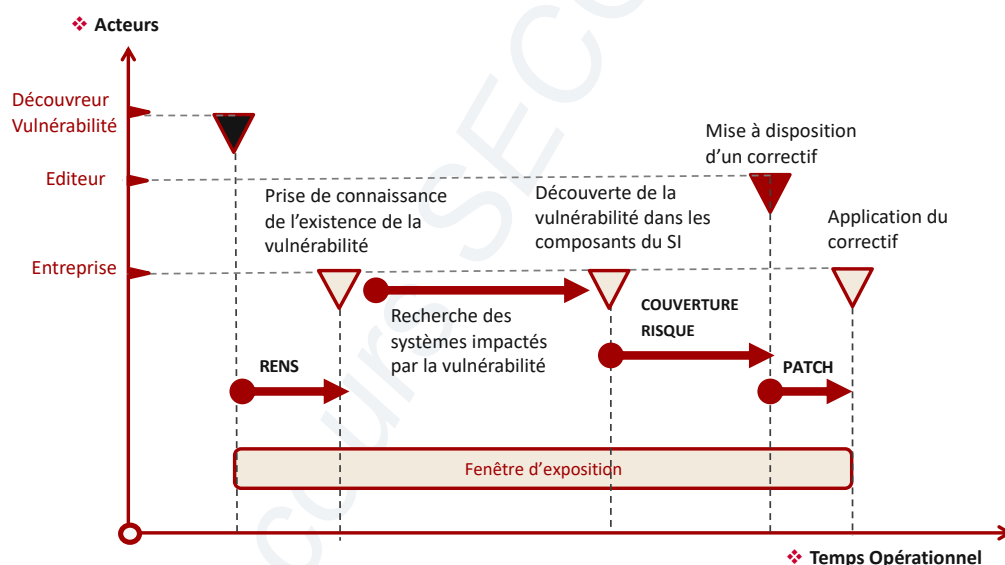 ❖ Acteurs
Découvreur
Vulnérabilité
Editeur
Entreprise
Prise de connaissance
de l’existence de la
vulnérabilité
Découverte de la
vulnérabilité dans les
composants du SI
Mise à disposition
d’un correctif
Application du
correctif
Recherche des
systèmes impactés
par la vulnérabilité
COUVERTURE
RISQUE
RENS
PATCH
Fenêtre d’exposition
❖ Temps Opérationnel